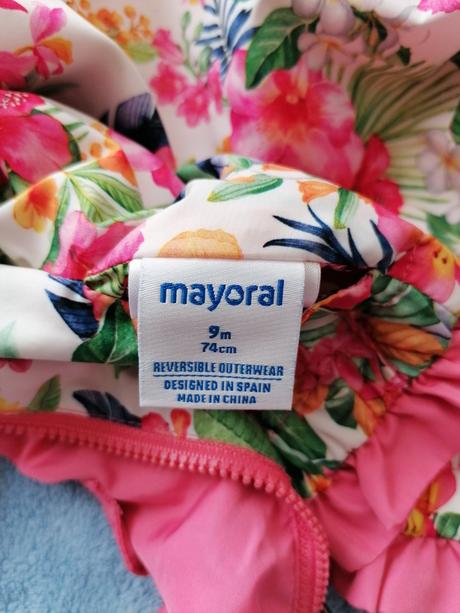 mayoral
9m
74cm
REVERSIBLE OUTERWEAR
DESIGNED IN SPAIN
MADE IN CHINA